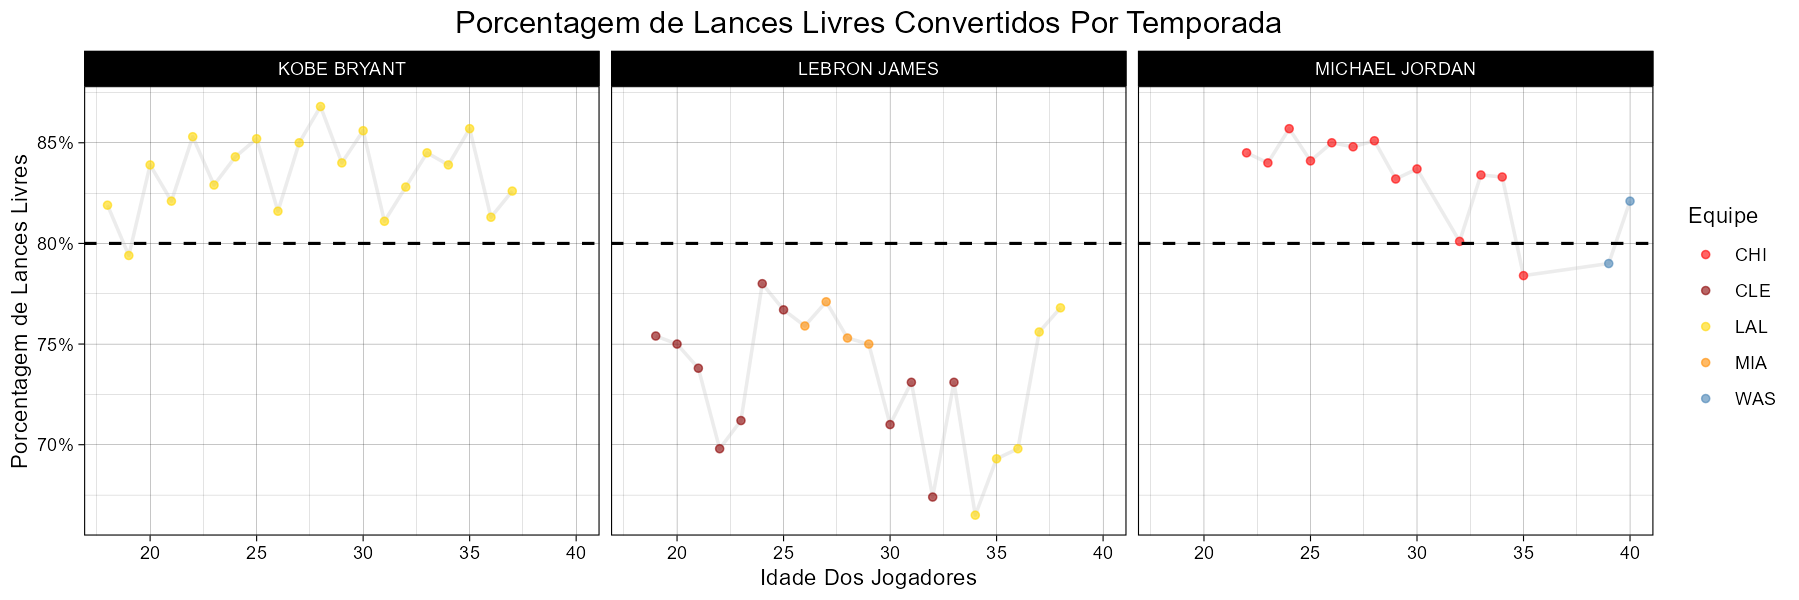 Porcentagem de Lances Livres Convertidos Por Temporada
KOBE BRYANT
LEBRON JAMES
MICHAEL JORDAN
Porcentagem de Lances Livres
85%
80%
75%
70%
20 25 30 35 40
20 25 30 35 40
20 25 30 35 40
Idade Dos Jogadores
Equipe
CHI
CLE
LAL
MIA
WAS